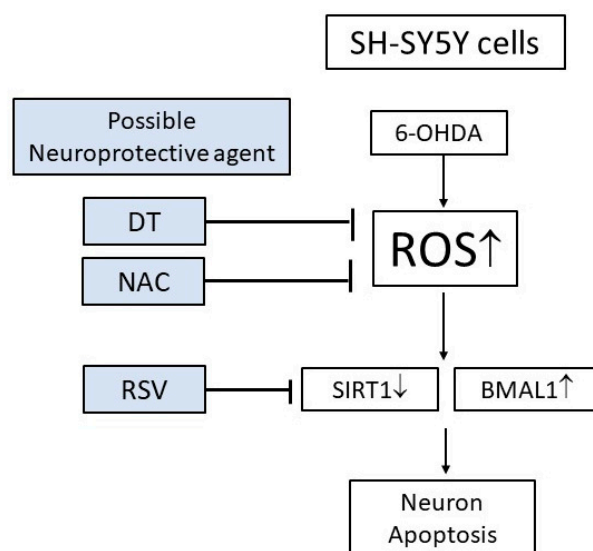 SH-SY5Y cells
Possible
Neuroprotective agent
6-OHDA
DT
ROS↑
NAC
RSV
SIRT1↓
BMAL1↑
Neuron
Apoptosis